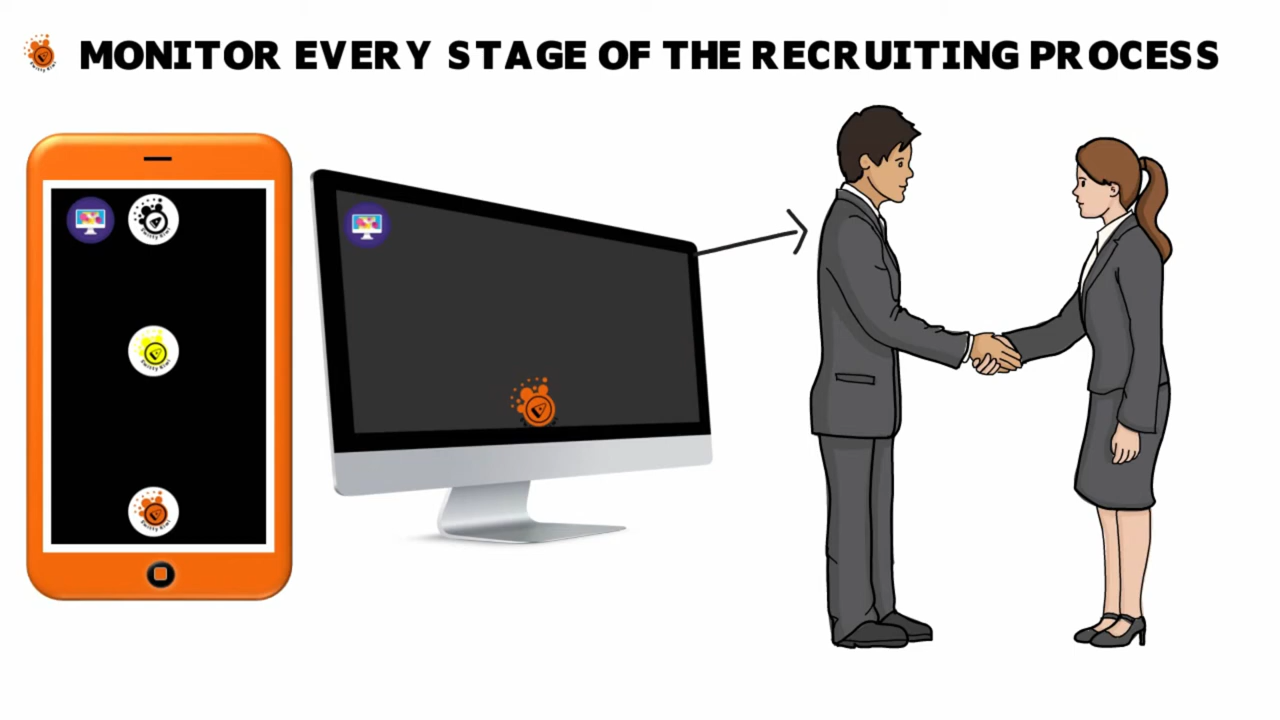 MONITOR EVERY STAGE OF THE RECRUITING PROCESS